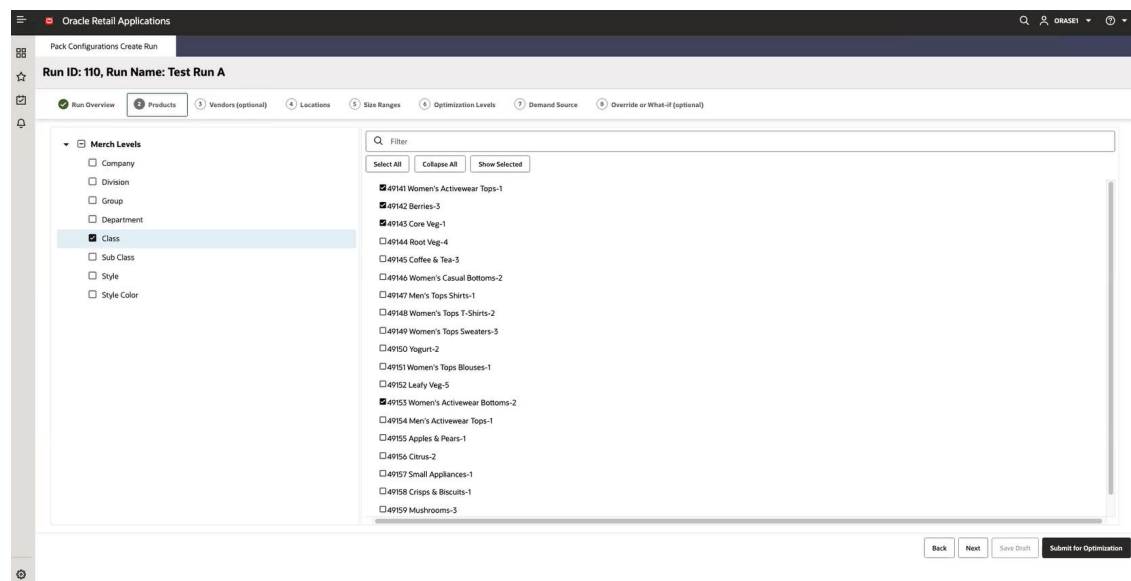 Oracle Retail Applications
ORASE1
Pack Configurations Create Run
Run ID: 110, Run Name: Test Run A
Run Overview
2 Products
3 Vendors (optional)
4 Locations
5 Size Ranges
6 Optimization Levels
7 Demand Source
8 Override or What-if (optional)
Merch Levels
Company
Division
Group
Department
Class
Sub Class
Style
Style Color
Filter
Select All
Collapse All
Show Selected
49141 Women's Activewear Tops-1
49142 Berries-3
49143 Core Veg-1
49144 Root Veg-4
49145 Coffee & Tea-3
49146 Women's Casual Bottoms-2
49147 Men's Tops Shirts-1
49148 Women's Tops T-Shirts-2
49149 Women's Tops Sweaters-3
49150 Yogurt-2
49151 Women's Tops Blouses-1
49152 Leafy Veg-5
49153 Women's Activewear Bottoms-2
49154 Men's Activewear Tops-1
49155 Apples & Pears-1
49156 Citrus-2
49157 Small Appliances-1
49158 Crisps & Biscuits-1
49159 Mushrooms-3
Back
Next
Save Draft
Submit for Optimization